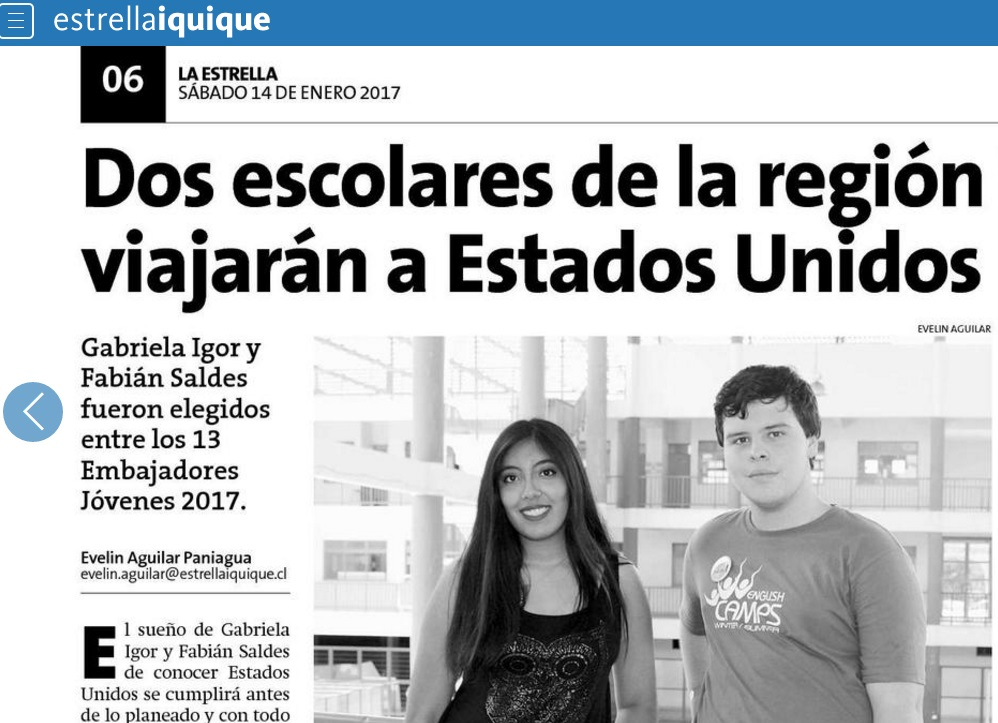 estrellaiquique
06
LA ESTRELLA
SÁBADO 14 DE ENERO 2017
Dos escolares de la región
viajarán a Estados Unidos
EVELIN AGUILAR
Gabriela Igor y
Fabián Saldes
fueron elegidos
entre los 13
Embajadores
Jóvenes 2017.
Evelin Aguilar Paniagua
evelin.aguilar@estrellaiquique.cl
El sueño de Gabriela
Igor y Fabián Saldes
de conocer Estados
Unidos se cumplirá antes
de lo planeado y con todo
ENGLISH
CAMPS
WINTER / SUMMER